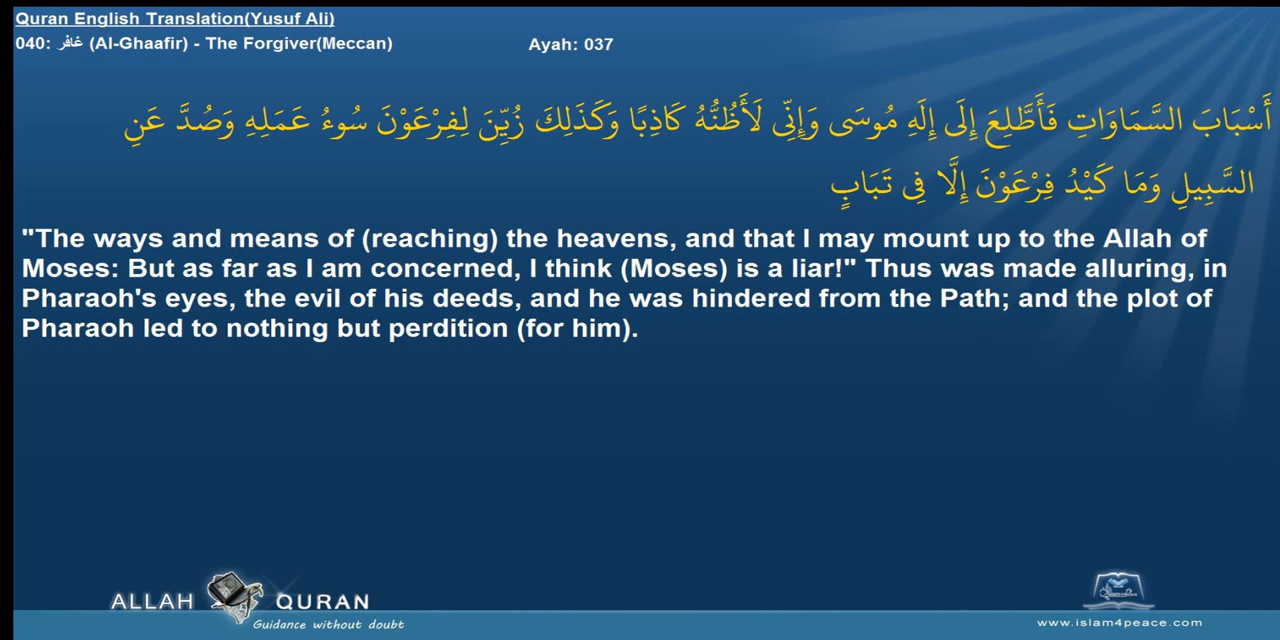 Quran English Translation(Yusuf Ali)
040: غافر (Al-Ghaafir) - The Forgiver(Meccan) Ayah: 037
أَسْبَابَ السَّمَاوَاتِ فَأَطَّلِعَ إِلَى إِلَهِ مُوسَى وَإِنِّي لَأَظُنُّهُ كَاذِبًا وَكَذَلِكَ زُيِّنَ لِفِرْعَوْنَ سُوءُ عَمَلِهِ وَصُدَّ عَنِ
السَّبِيلِ وَمَا كَيْدُ فِرْعَوْنَ إِلَّا فِي تَبَابٍ
"The ways and means of (reaching) the heavens, and that I may mount up to the Allah of
Moses: But as far as I am concerned, I think (Moses) is a liar!" Thus was made alluring, in
Pharaoh's eyes, the evil of his deeds, and he was hindered from the Path; and the plot of
Pharaoh led to nothing but perdition (for him).
ALLAH QURAN
Guidance without doubt
www.islam4peace.com